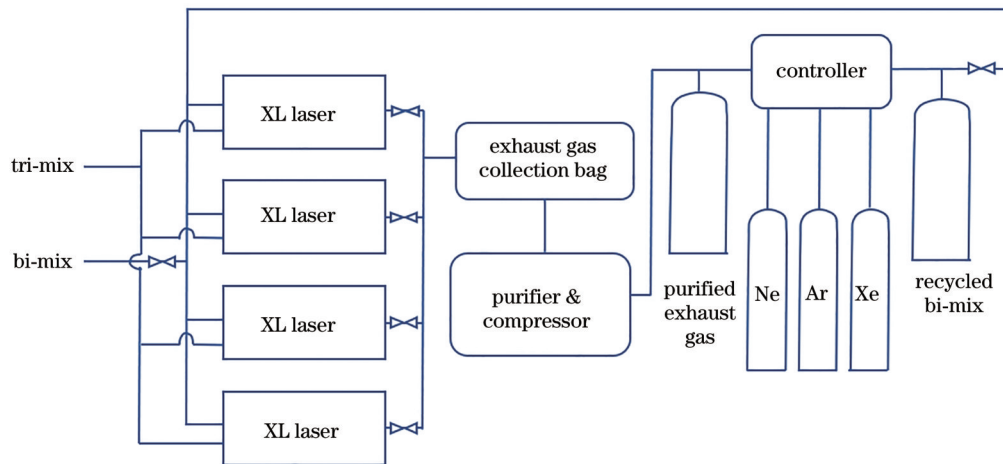 controller
XL laser
tri-mix
exhaust gas
collection bag
XL laser
bi-mix
purifier &
compressor
purified
exhaust
gas
Ne
Ar
Xe
recycled
bi-mix
XL laser
XL laser